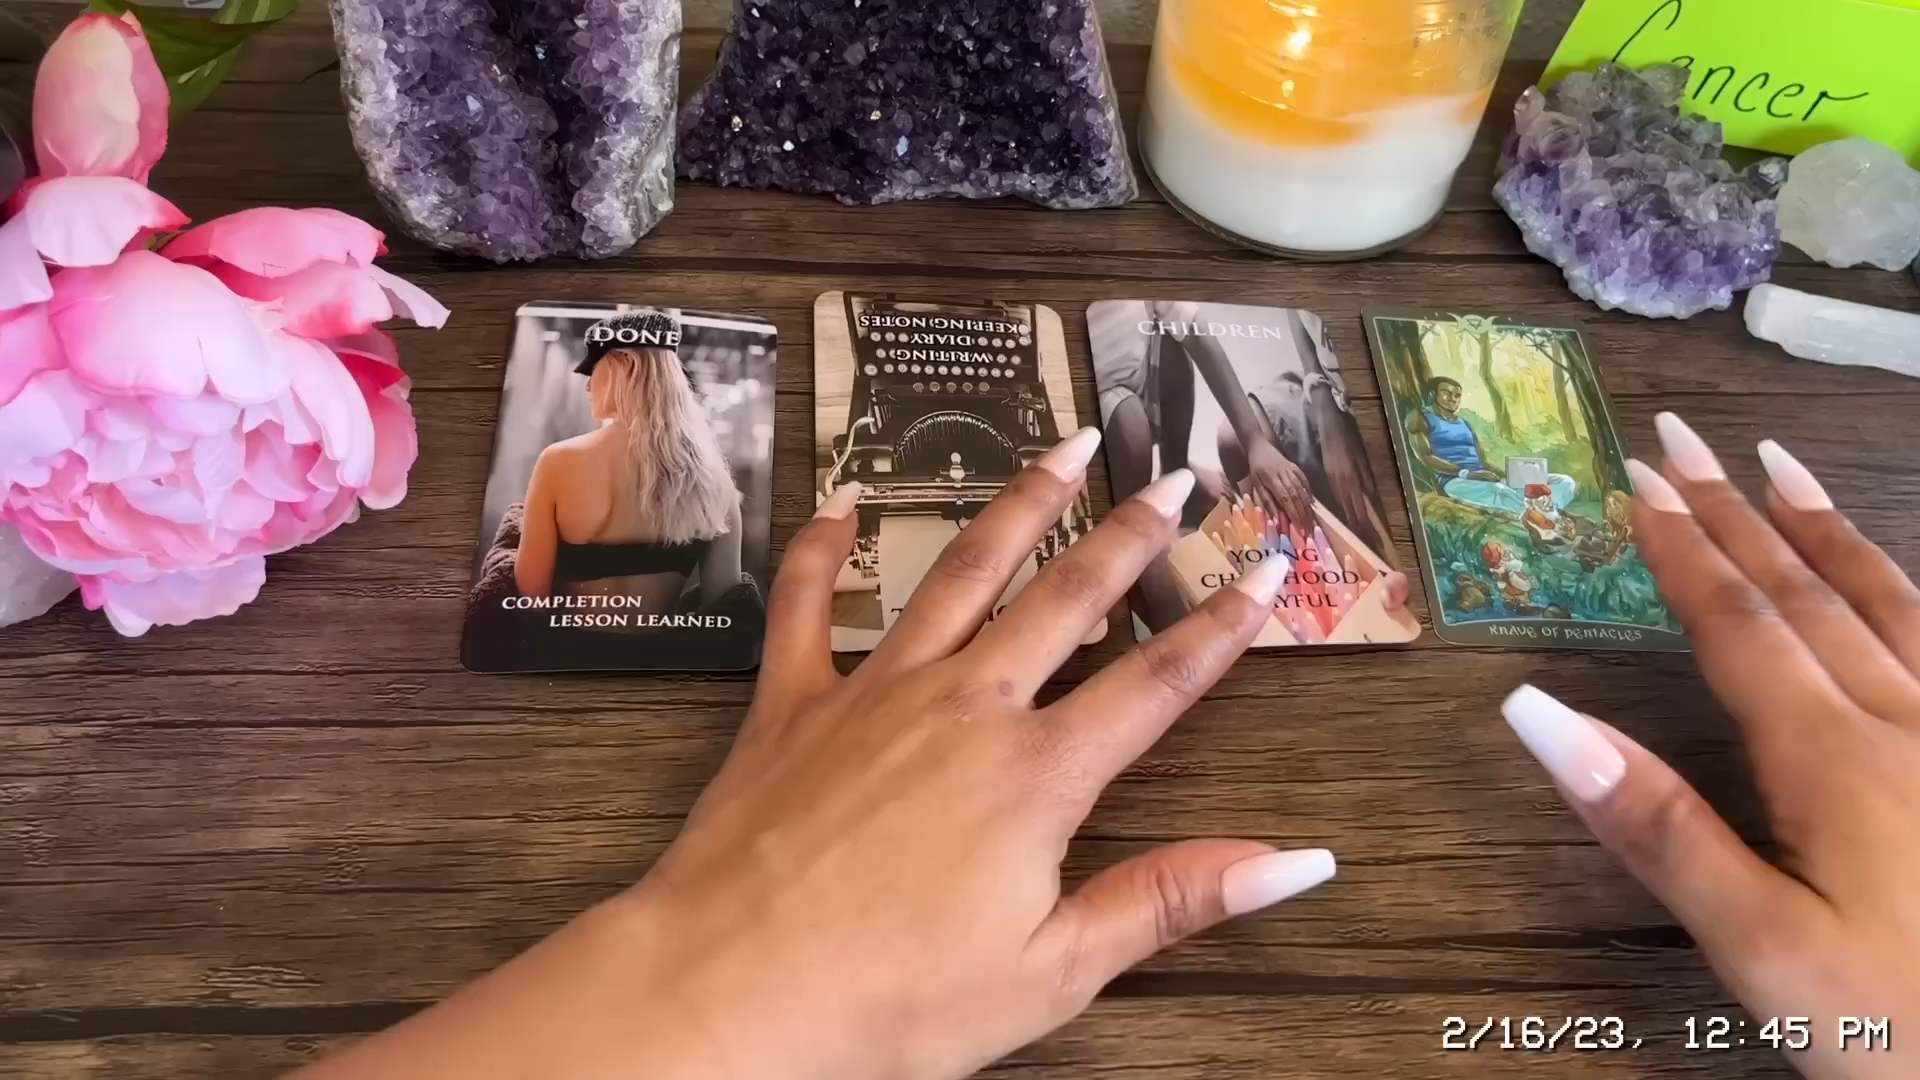 Cancer
DONE
COMPLETION
LESSON LEARNED
KEEPING NOTES
DIARY
WRITING
CHILDREN
YOUNG
KNAVE OF PENTACLES
2/16/23, 12:45 PM